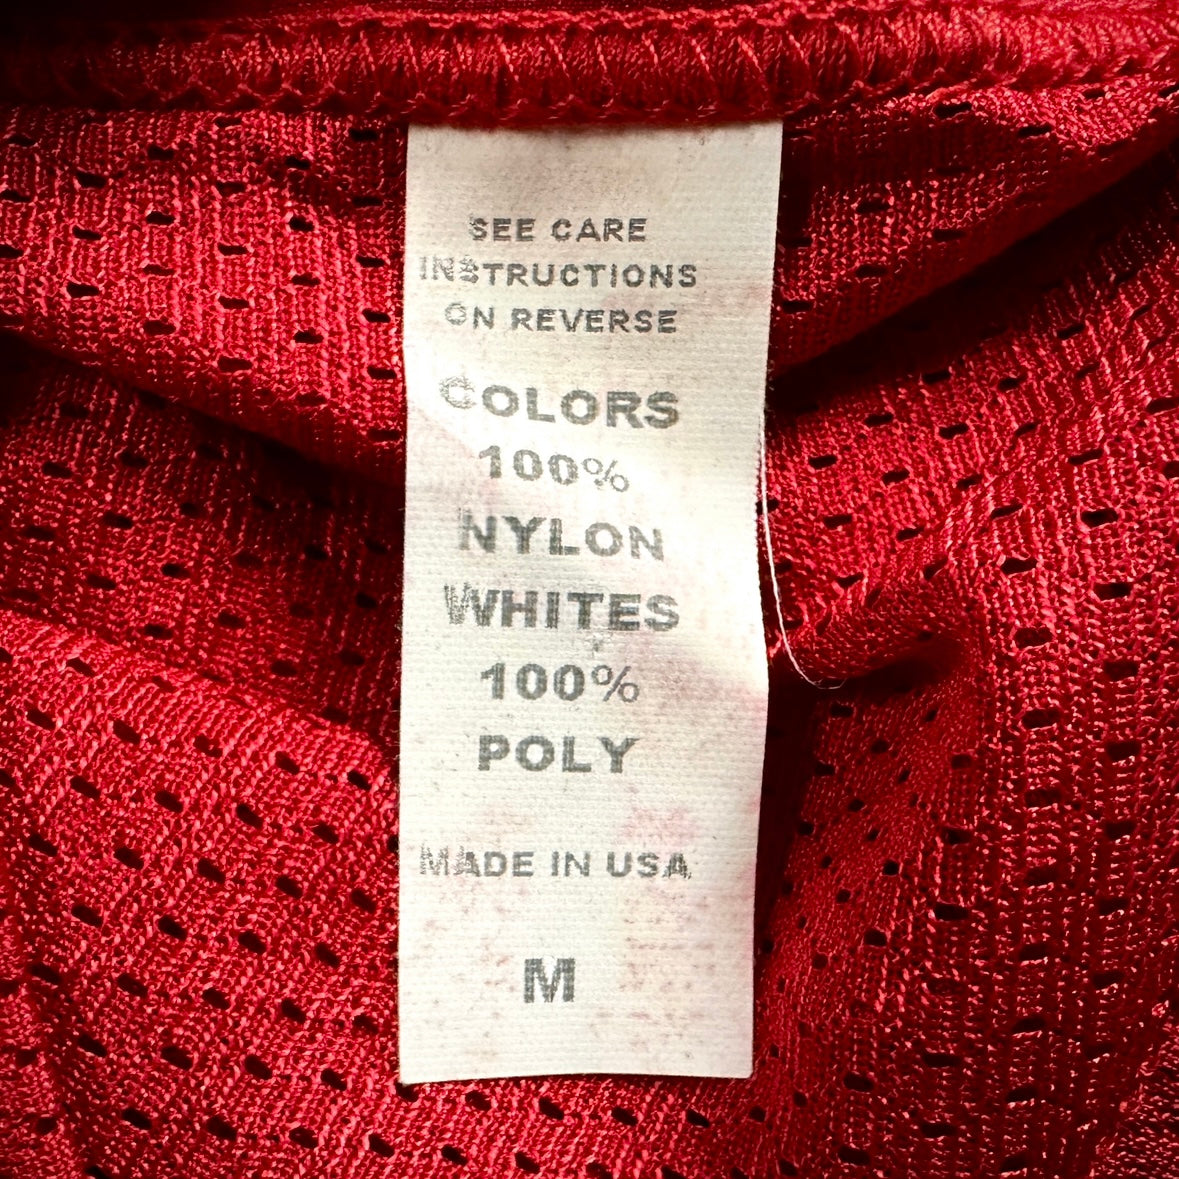 SEE CARE
INSTRUCTIONS
ON REVERSE
COLORS
100%
NYLON
WHITES
100%
POLY
MADE IN USA
M